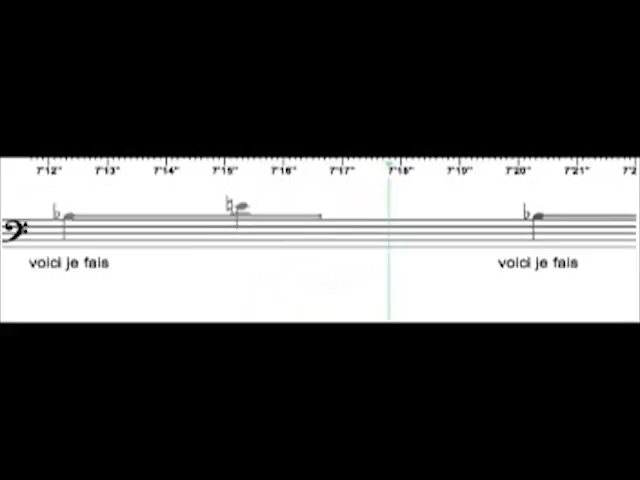 7'12" 7'13" 7'14" 7'15" 7'16" 7'17" 7'18" 7'19" 7'20" 7'21"
voici je fais voici je fais